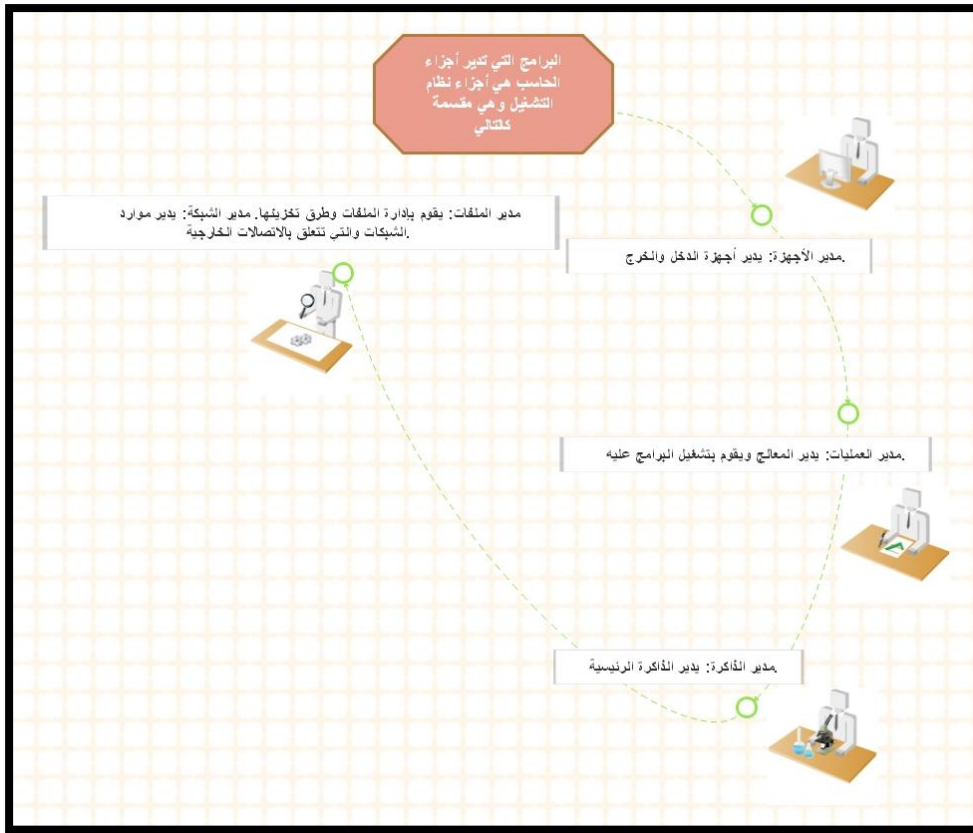 البرامج التي تدير أجزاء
الحاسب هي أجزاء نظام
التشغيل وهي مقسمة
كالتالي
مدير الأجهزة: يدير أجهزة الدخل والخرج.
مدير العمليات: يدير المعالج ويقوم بتشغيل البرامج عليه.
مدير الذاكرة: يدير الذاكرة الرئيسية.
مدير الملفات: يقوم بإدارة الملفات وطرق تخزينها. مدير الشبكة: يدير موارد
الشبكات والتي تتعلق بالاتصالات الخارجية.